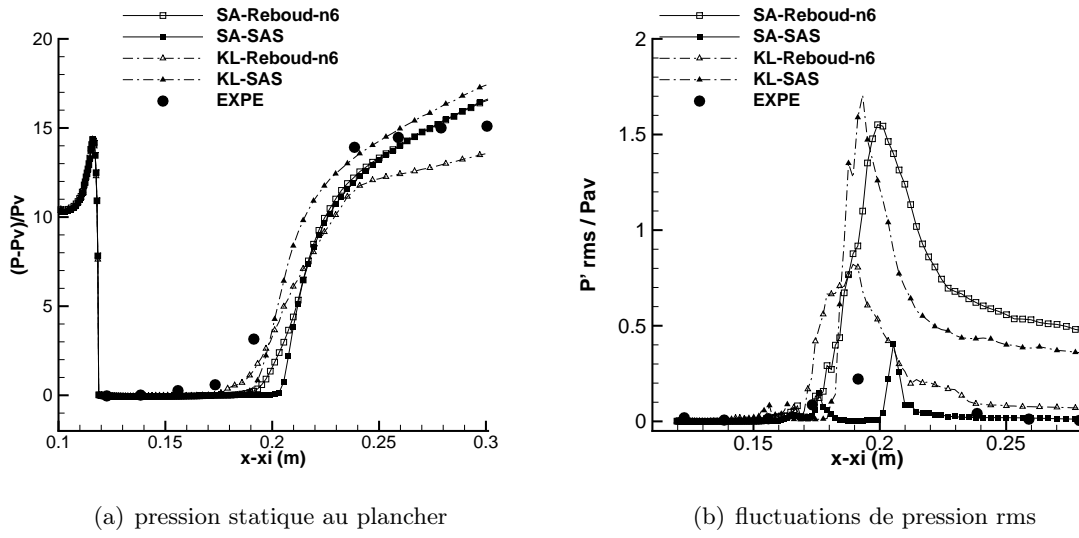 SA-Reboud-n6
SA-SAS
KL-Reboud-n6
KL-SAS
EXPE
(P-Pv)/Pv
20
15
10
5
0
0.1
0.15
0.2
0.25
0.3
x-xi (m)
(a) pression statique au plancher
SA-Reboud-n6
SA-SAS
KL-Reboud-n6
KL-SAS
EXPE
P' rms / Pav
2
1.5
1
0.5
0
0.15
0.2
0.25
x-xi (m)
(b) fluctuations de pression rms